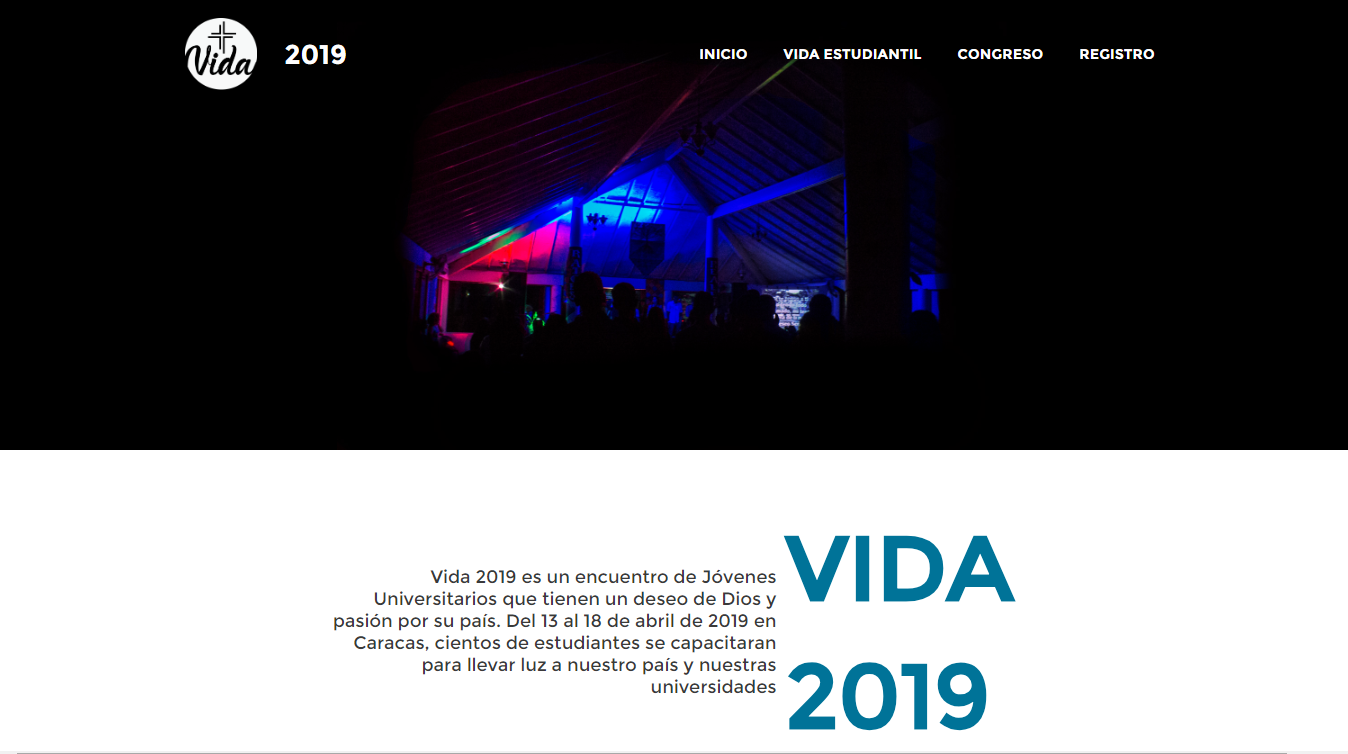 Vida
2019
INICIO
VIDA ESTUDIANTIL
CONGRESO
REGISTRO
Vida 2019 es un encuentro de Jóvenes
Universitarios que tienen un deseo de Dios y
pasión por su país. Del 13 al 18 de abril de 2019 en
Caracas, cientos de estudiantes se capacitaran
para llevar luz a nuestro país y nuestras
universidades
VIDA
2019